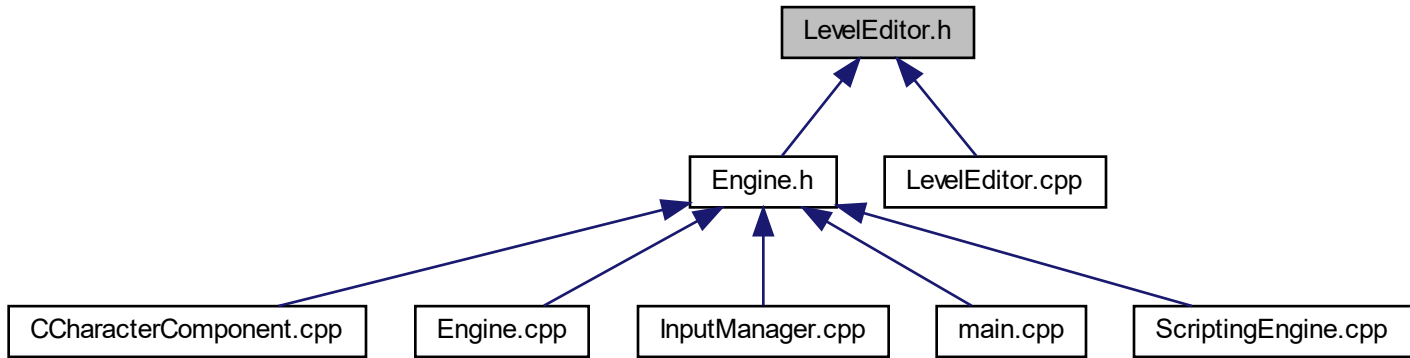 LevelEditor.h
Engine.h
LevelEditor.cpp
CCharacterComponent.cpp
Engine.cpp
InputManager.cpp
main.cpp
ScriptingEngine.cpp